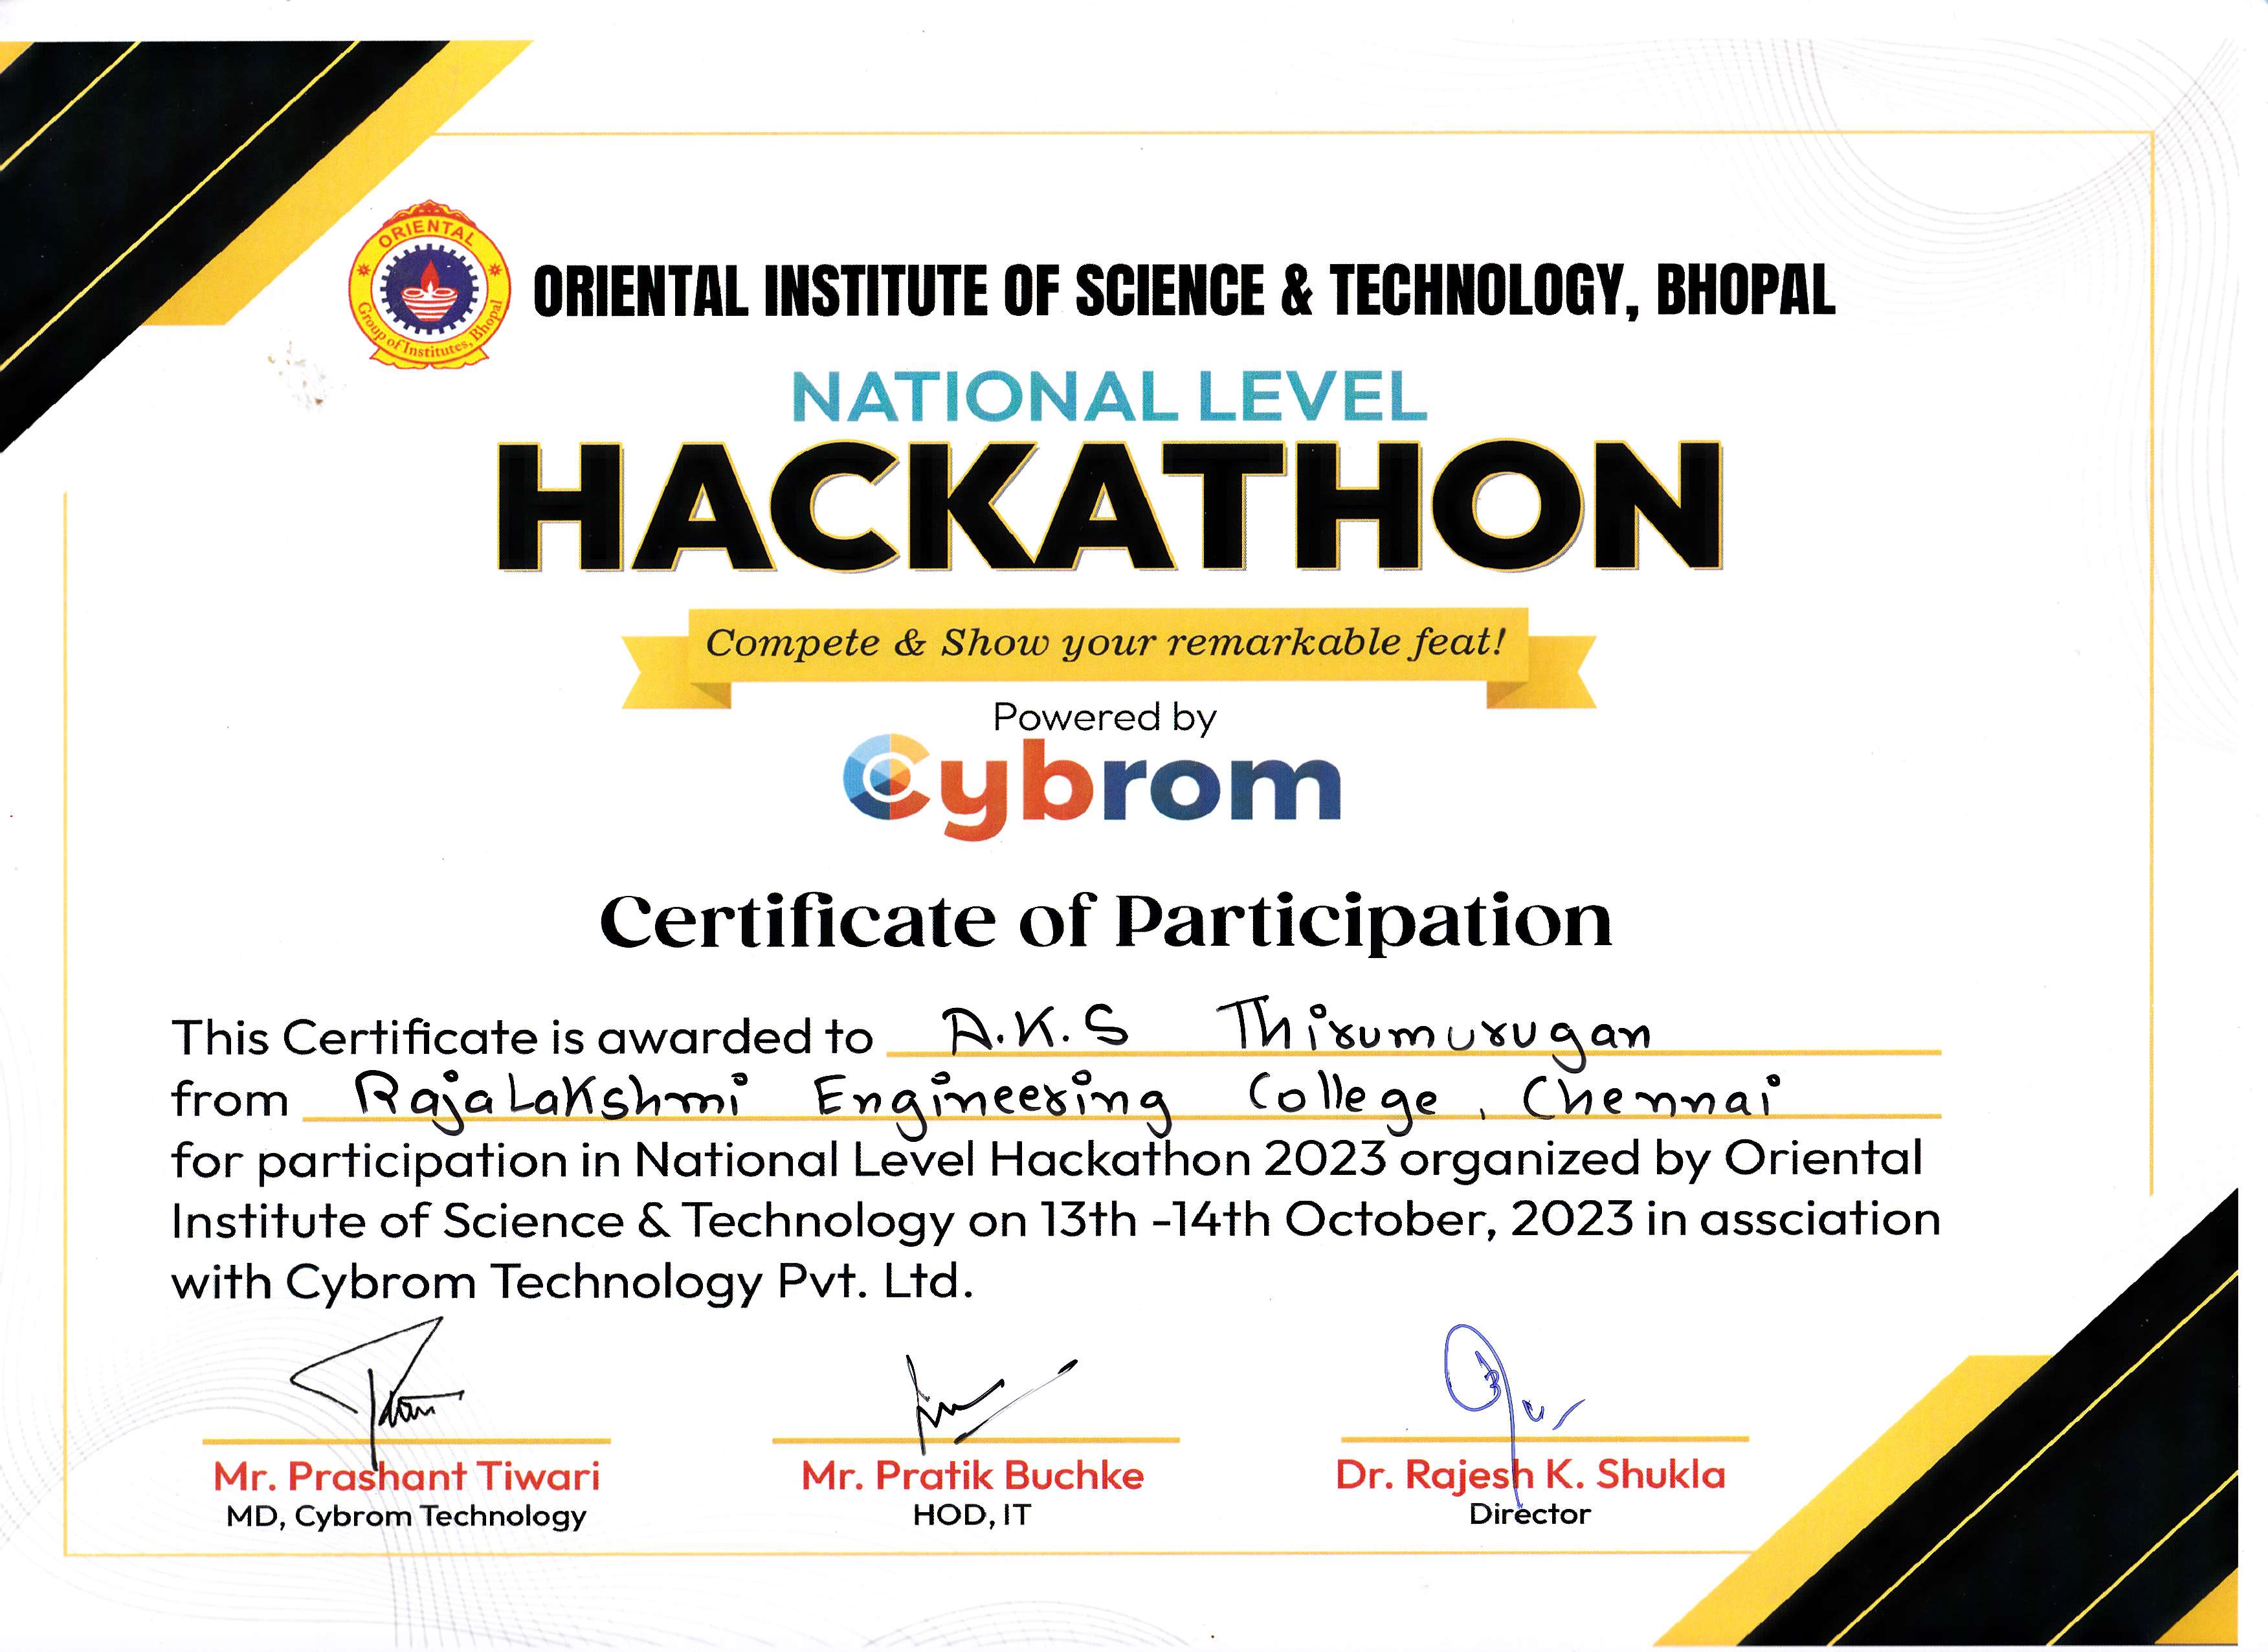 ORIENTAL
Group of Institutes, Bhopal
ORIENTAL INSTITUTE OF SCIENCE & TECHNOLOGY, BHOPAL
NATIONAL LEVEL
HACKATHON
Compete & Show your remarkable feat!
Powered by
Cybrom
Certificate of Participation
This Certificate is awarded to A.K.S Thirumurugan
from RajaLakshmi Engineering College, Chennai
for participation in National Level Hackathon 2023 organized by Oriental
Institute of Science & Technology on 13th -14th October, 2023 in assciation
with Cybrom Technology Pvt. Ltd.
Mr. Prashant Tiwari
MD, Cybrom Technology
Mr. Pratik Buchke
HOD, IT
Dr. Rajesh K. Shukla
Director